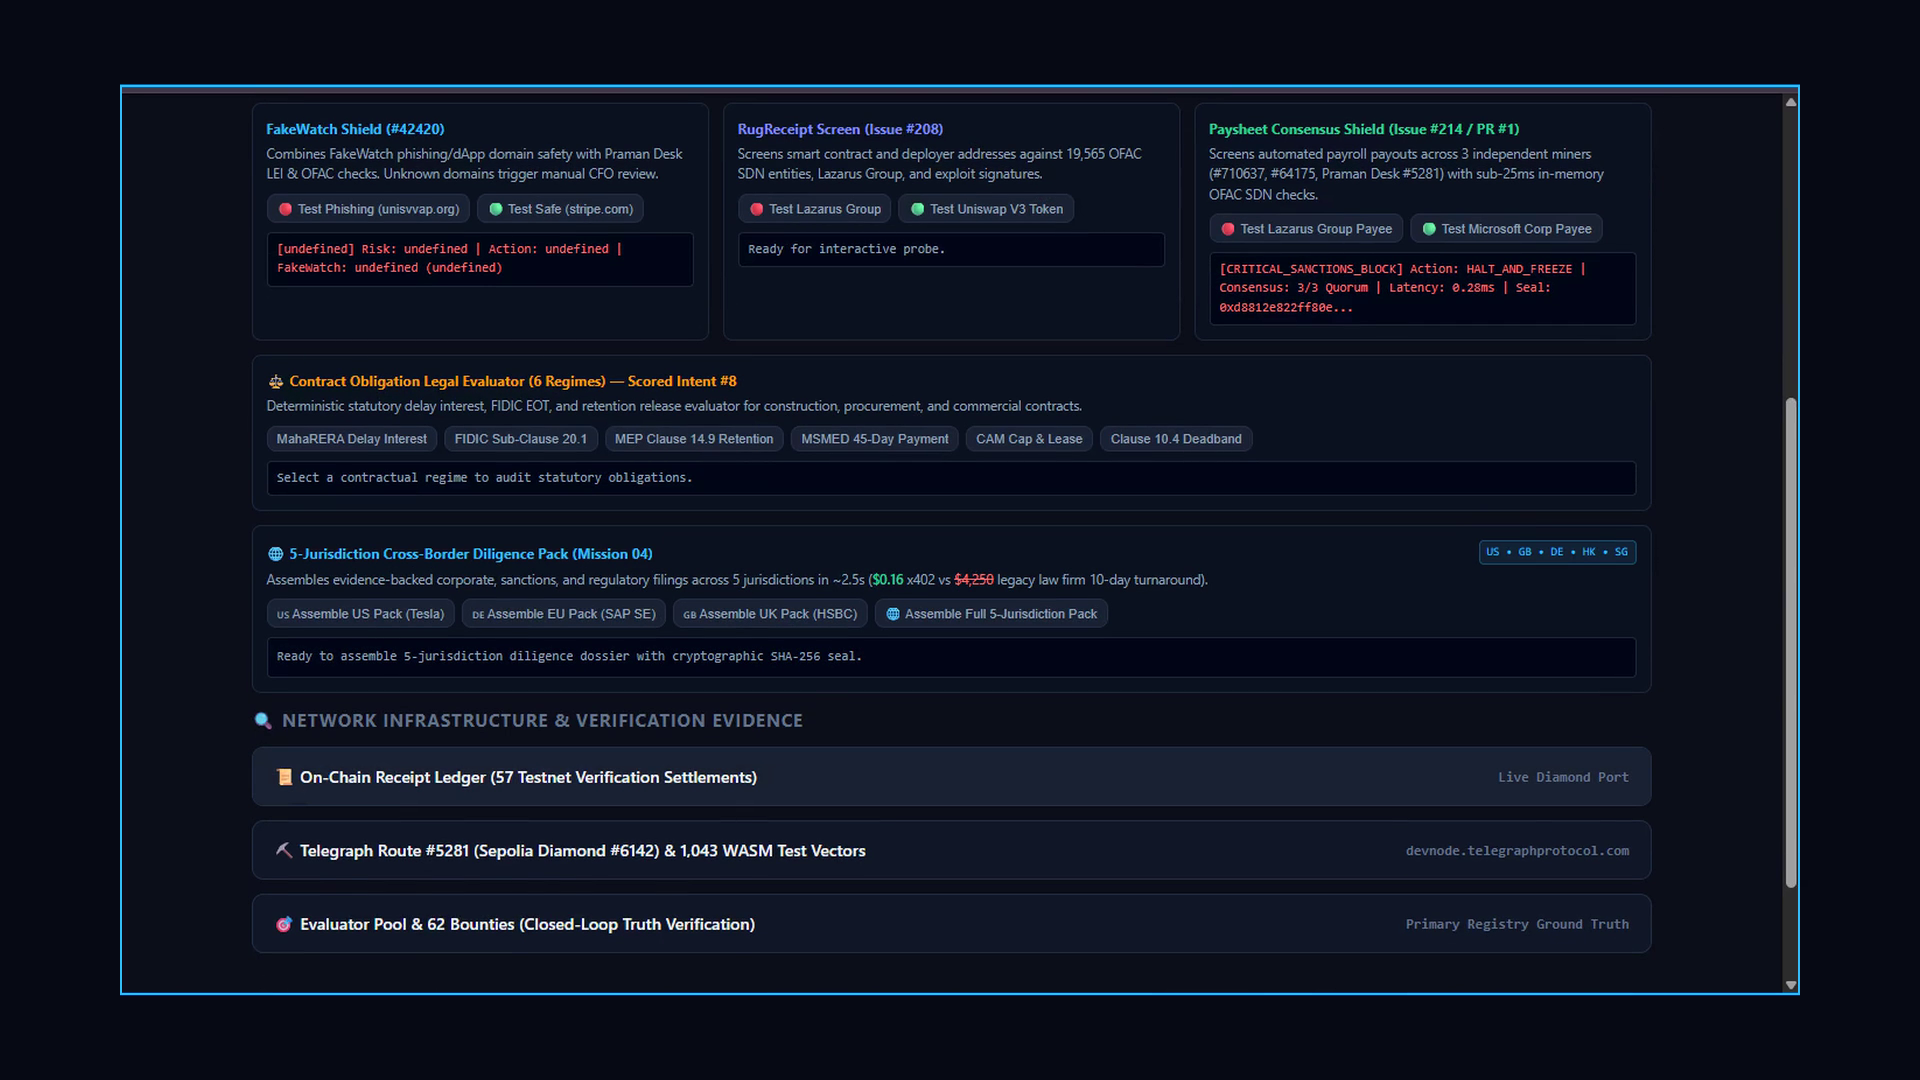 FakeWatch Shield (#42420)
Combines FakeWatch phishing/dApp domain safety with Praman Desk
LEI & OFAC checks. Unknown domains trigger manual CFO review.
Test Phishing (unisvvap.org)
Test Safe (stripe.com)
[undefined] Risk: undefined | Action: undefined |
FakeWatch: undefined (undefined)
RugReceipt Screen (Issue #208)
Screens smart contract and deployer addresses against 19,565 OFAC
SDN entities, Lazarus Group, and exploit signatures.
Test Lazarus Group
Test Uniswap V3 Token
Ready for interactive probe.
Paysheet Consensus Shield (Issue #214 / PR #1)
Screens automated payroll payouts across 3 independent miners
(#710637, #64175, Praman Desk #5281) with sub-25ms in-memory
OFAC SDN checks.
Test Lazarus Group Payee
Test Microsoft Corp Payee
[CRITICAL_SANCTIONS_BLOCK] Action: HALT_AND_FREEZE |
Consensus: 3/3 Quorum | Latency: 0.28ms | Seal:
0xd8812e822ff80e...
Contract Obligation Legal Evaluator (6 Regimes) — Scored Intent #8
Deterministic statutory delay interest, FIDIC EOT, and retention release evaluator for construction, procurement, and commercial contracts.
MahaRERA Delay Interest
FIDIC Sub-Clause 20.1
MEP Clause 14.9 Retention
MSMED 45-Day Payment
CAM Cap & Lease
Clause 10.4 Deadband
Select a contractual regime to audit statutory obligations.
5-Jurisdiction Cross-Border Diligence Pack (Mission 04)
US • GB • DE • HK • SG
Assembles evidence-backed corporate, sanctions, and regulatory filings across 5 jurisdictions in ~2.5s ($0.16 x402 vs $4,250 legacy law firm 10-day turnaround).
US Assemble US Pack (Tesla)
DE Assemble EU Pack (SAP SE)
GB Assemble UK Pack (HSBC)
Assemble Full 5-Jurisdiction Pack
Ready to assemble 5-jurisdiction diligence dossier with cryptographic SHA-256 seal.
NETWORK INFRASTRUCTURE & VERIFICATION EVIDENCE
On-Chain Receipt Ledger (57 Testnet Verification Settlements)
Live Diamond Port
Telegraph Route #5281 (Sepolia Diamond #6142) & 1,043 WASM Test Vectors
devnode.telegraphprotocol.com
Evaluator Pool & 62 Bounties (Closed-Loop Truth Verification)
Primary Registry Ground Truth